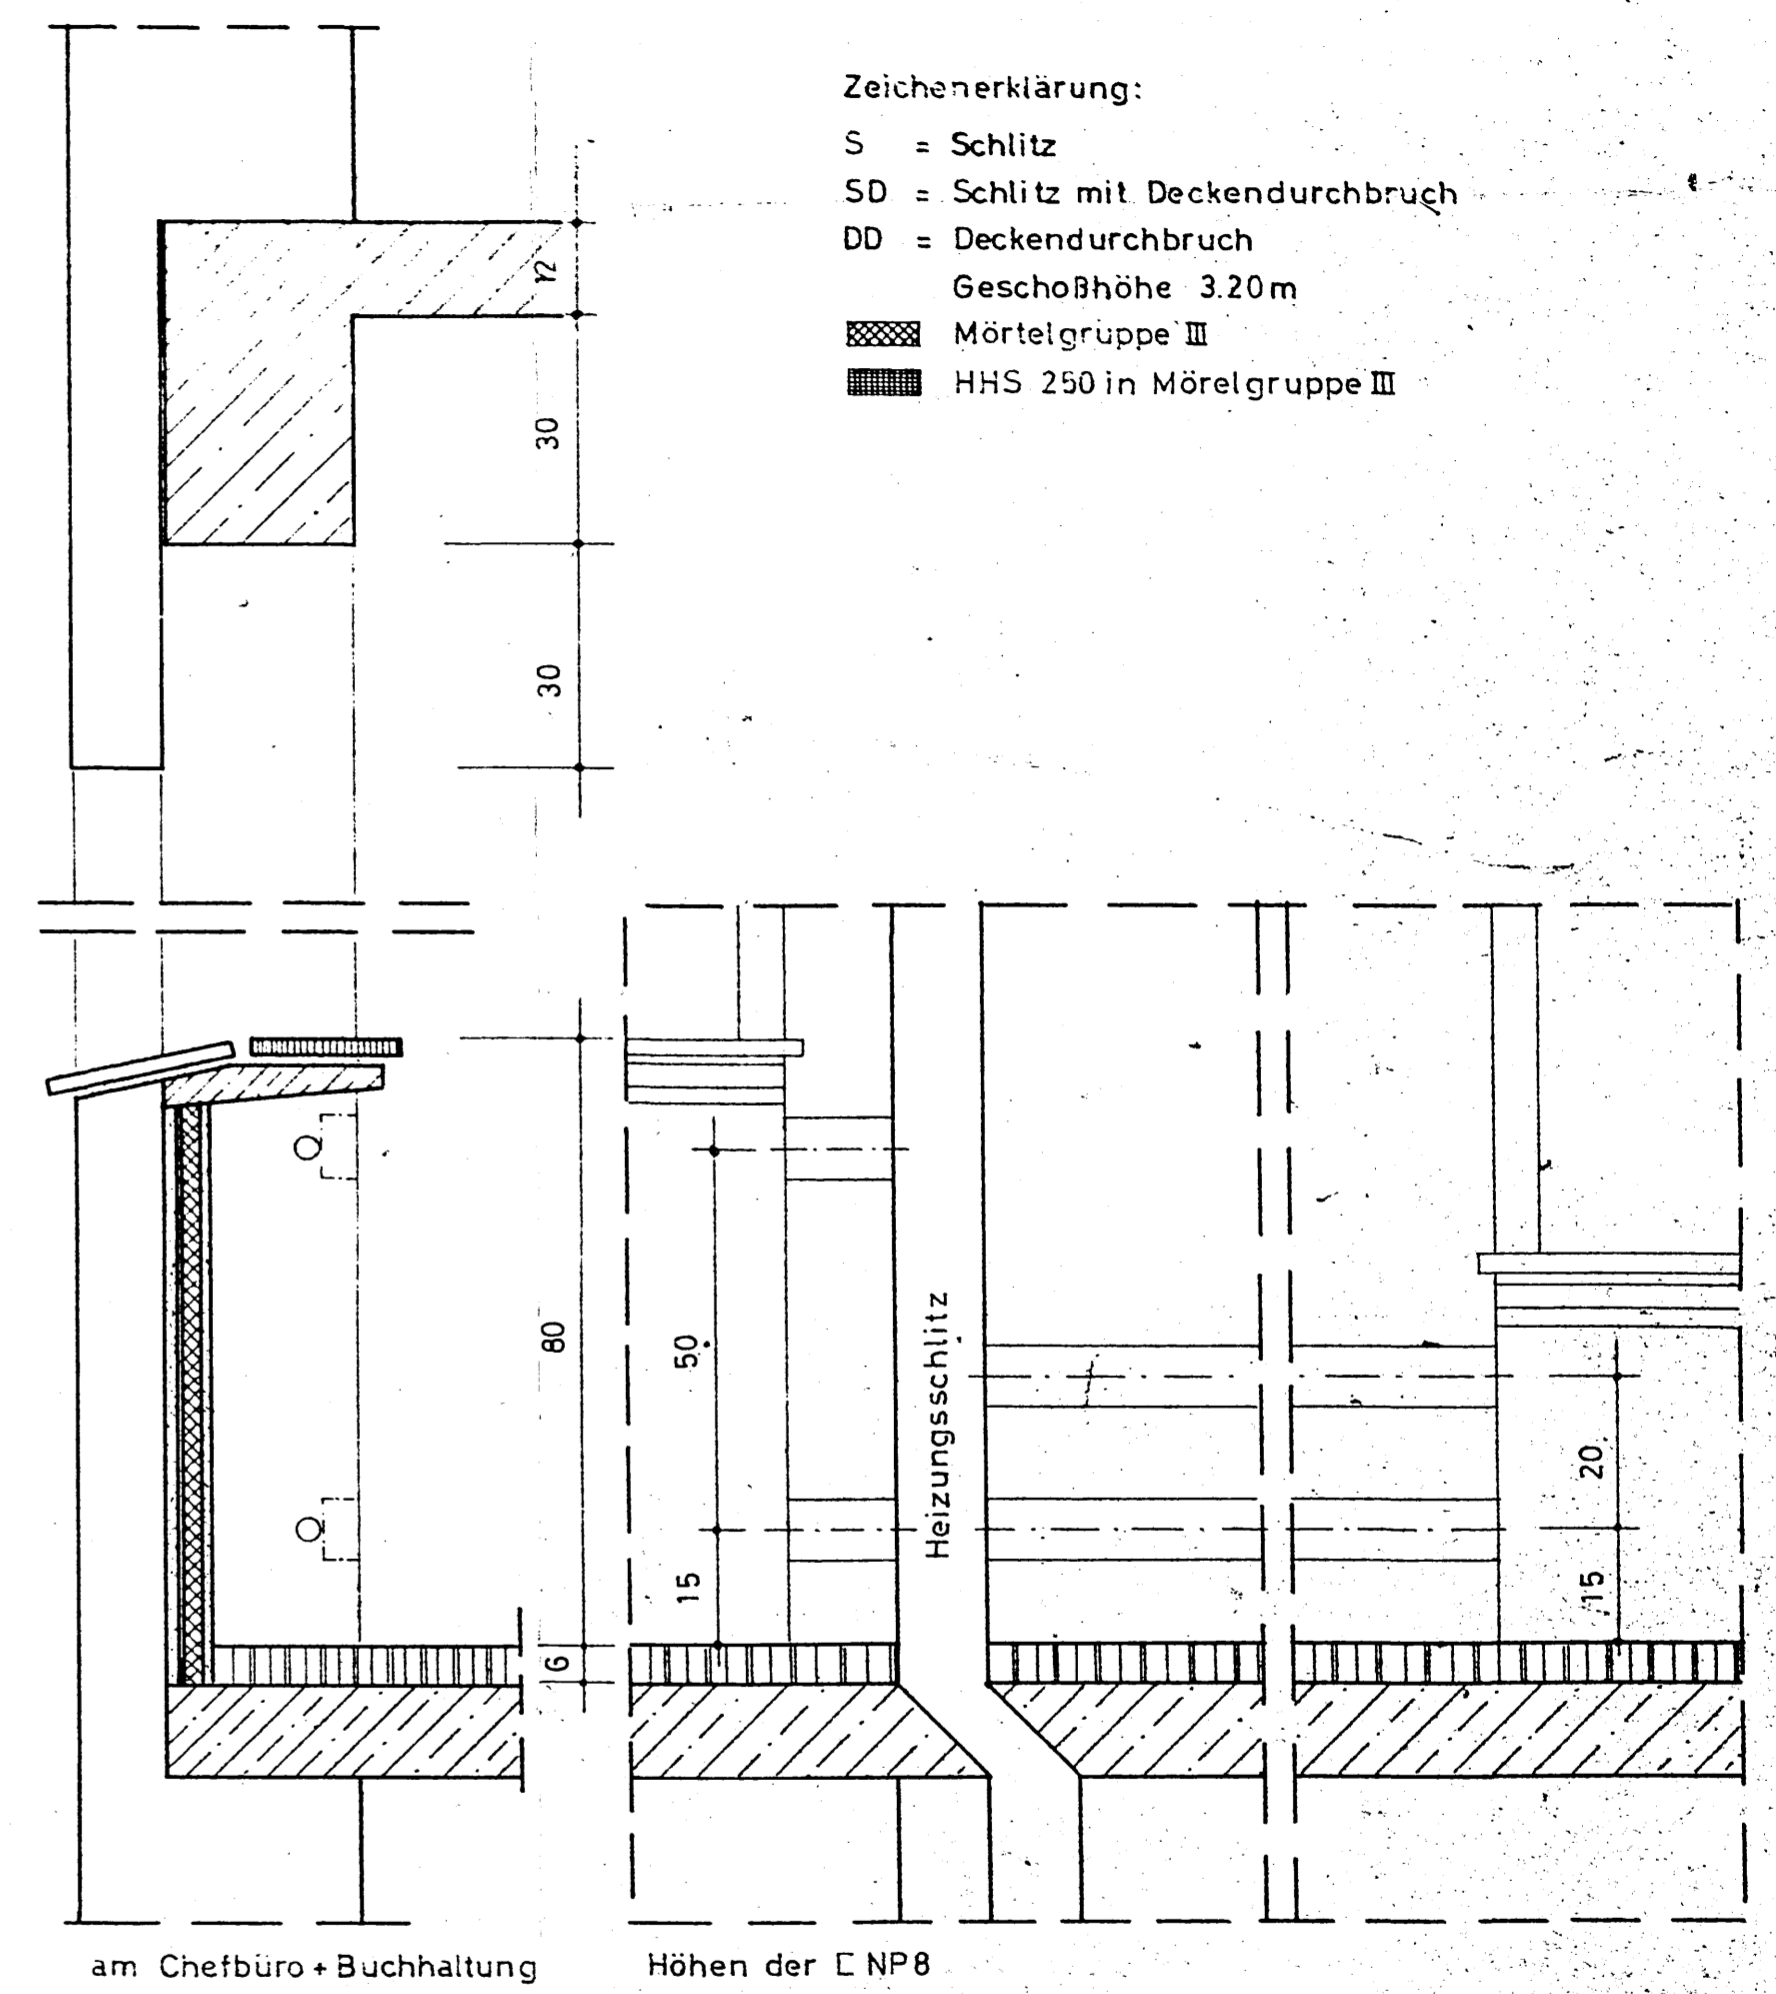 Zeichenerklärung:
S = Schlitz
SD = Schlitz mit Deckendurchbruch
DD = Deckendurchbruch
Geschoßhöhe 3.20m
Mörtelgruppe III
HHS 250 in Mörelgruppe III
12
30
30
80
6
50
15
Heizungsschlitz
20
15
am Chefbüro + Buchhaltung
Höhen der [ NP8